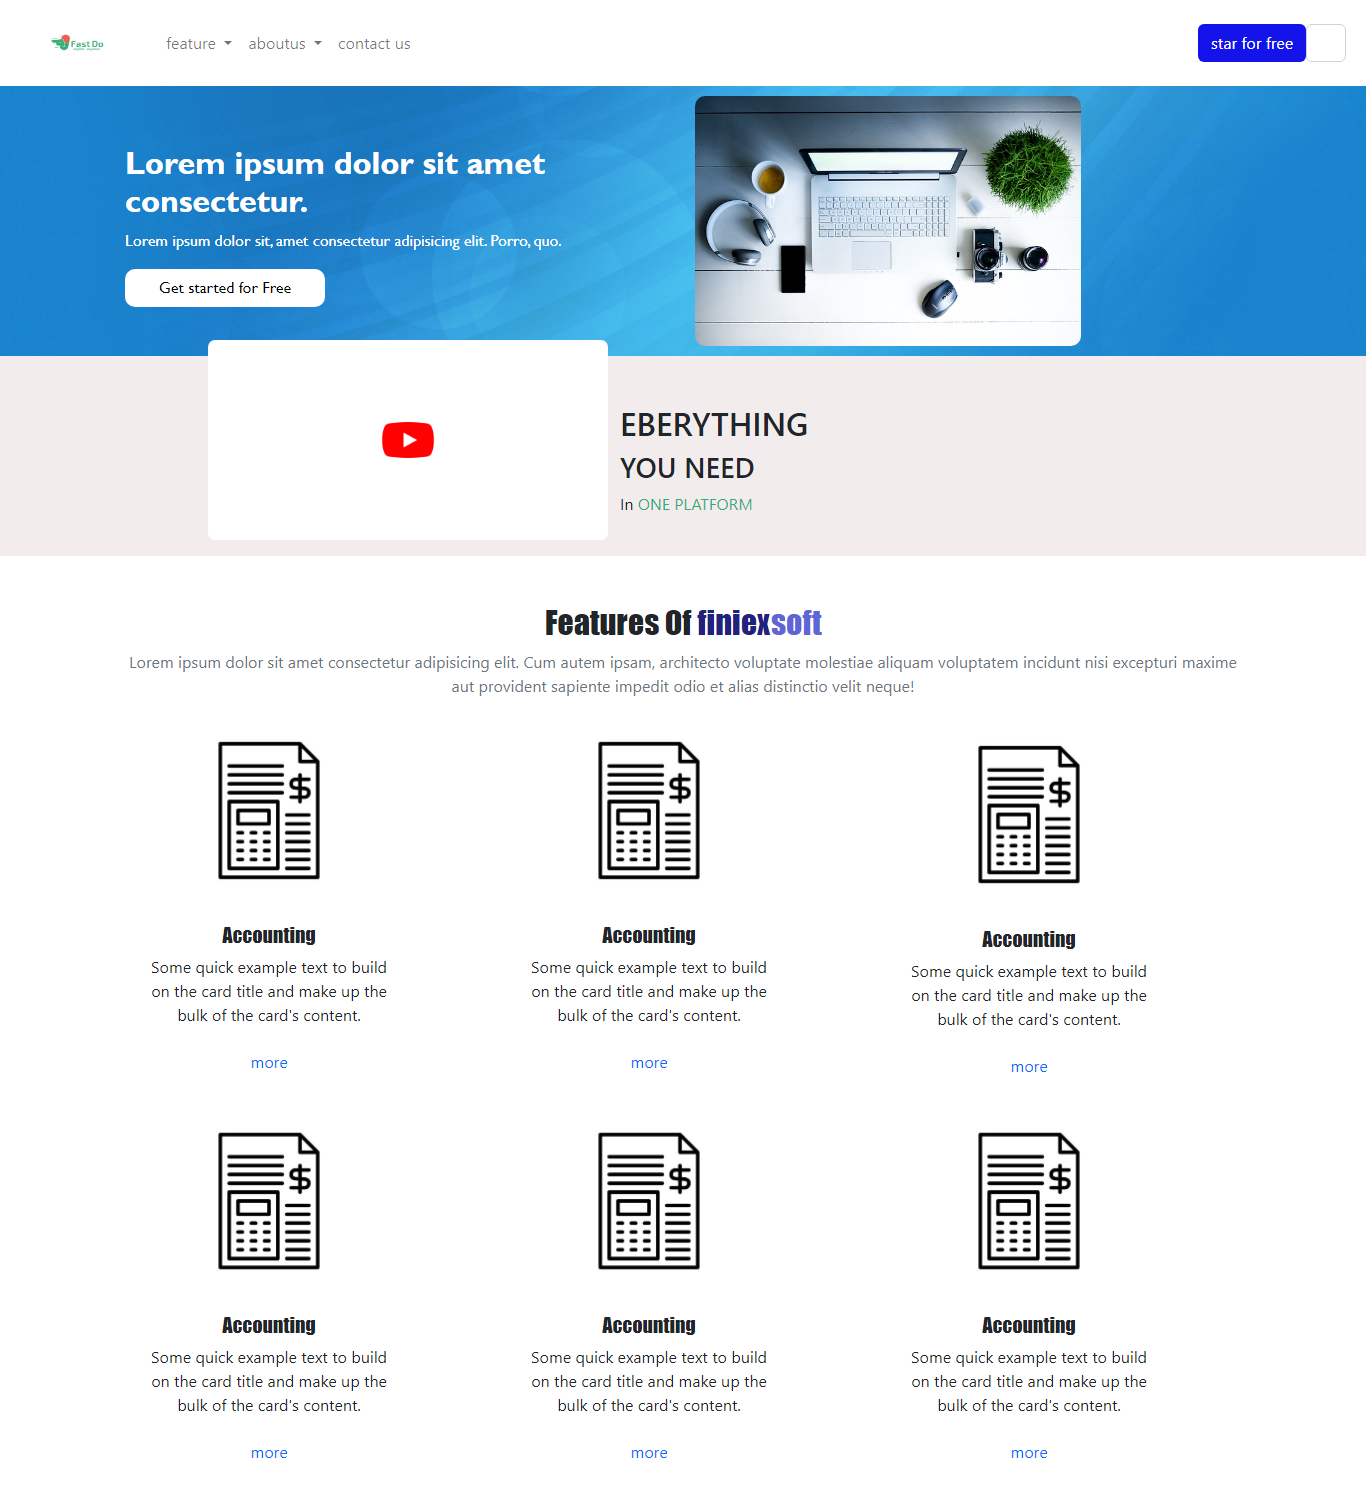 Fast Do
feature
aboutus
contact us
star for free
Lorem ipsum dolor sit amet
consectetur.
Lorem ipsum dolor sit, amet consectetur adipisicing elit. Porro, quo.
Get started for Free
EBERYTHING
YOU NEED
In ONE PLATFORM
Features Of finiexsoft
Lorem ipsum dolor sit amet consectetur adipisicing elit. Cum autem ipsam, architecto voluptate molestiae aliquam voluptatem incidunt nisi excepturi maxime
aut provident sapiente impedit odio et alias distinctio velit neque!
$
Accounting
Some quick example text to build
on the card title and make up the
bulk of the card's content.
more
$
Accounting
Some quick example text to build
on the card title and make up the
bulk of the card's content.
more
$
Accounting
Some quick example text to build
on the card title and make up the
bulk of the card's content.
more
$
Accounting
Some quick example text to build
on the card title and make up the
bulk of the card's content.
more
$
Accounting
Some quick example text to build
on the card title and make up the
bulk of the card's content.
more
$
Accounting
Some quick example text to build
on the card title and make up the
bulk of the card's content.
more